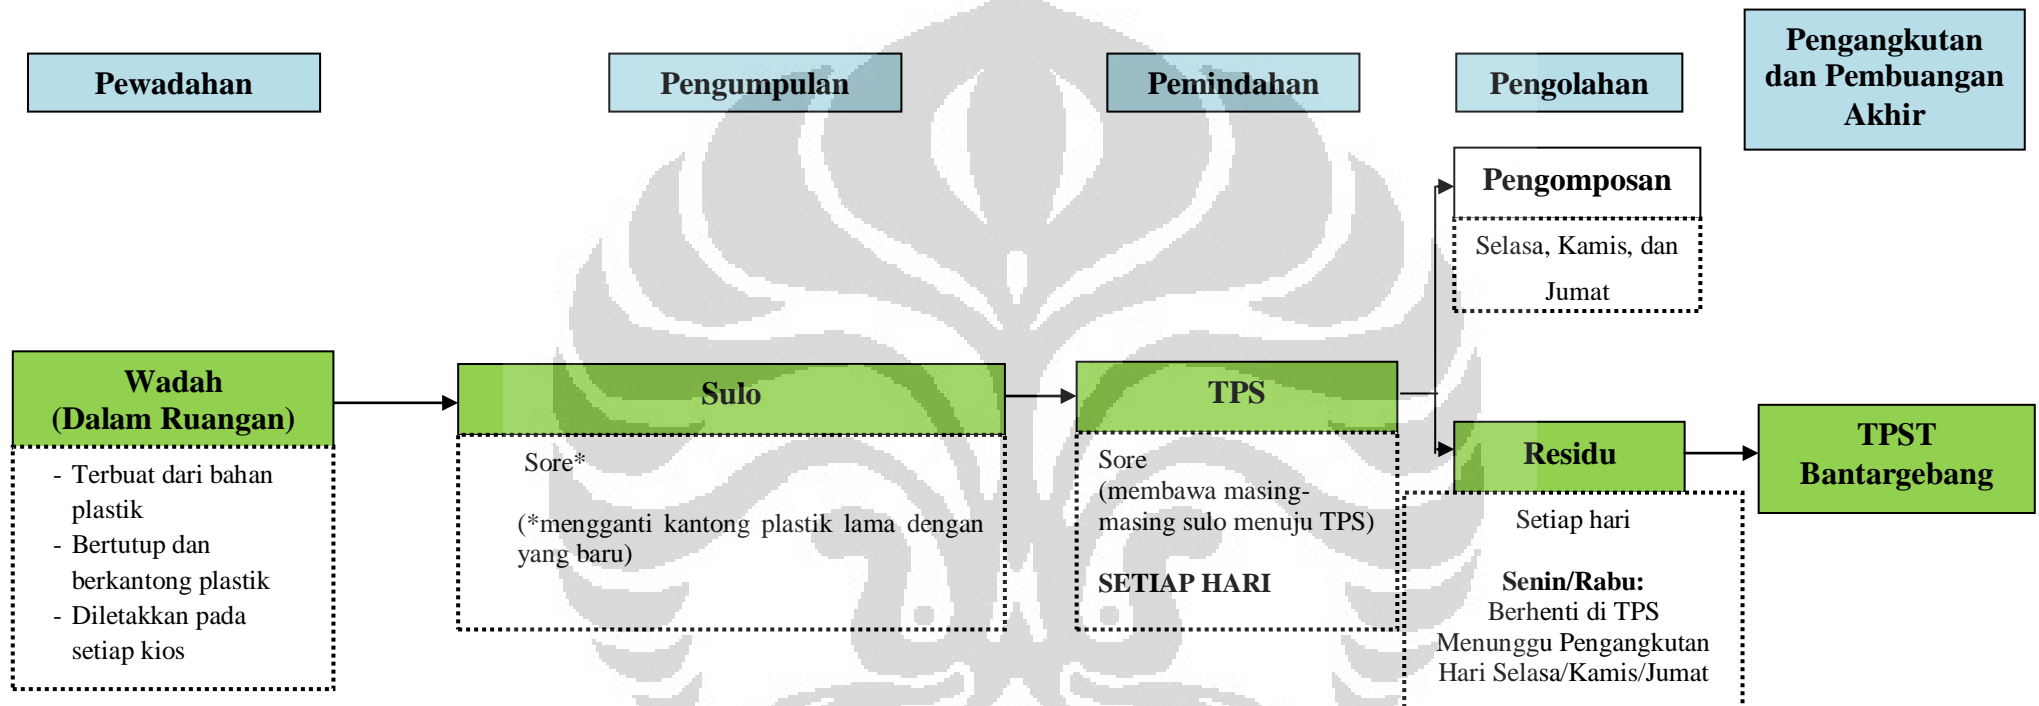 Pewadahan
Pengumpulan
Pemindahan
Pengolahan
Pengangkutan
dan Pembuangan
Akhir
Pengomposan
Selasa, Kamis, dan
Jumat
Wadah
(Dalam Ruangan)
- Terbuat dari bahan
plastik
- Bertutup dan
berkantong plastik
- Diletakkan pada
setiap kios
Sulo
Sore*
(*mengganti kantong plastik lama dengan
yang baru)
TPS
Sore
(membawa masing-
masing sulo menuju TPS)
SETIAP HARI
Residu
Setiap hari
Senin/Rabu:
Berhenti di TPS
Menunggu Pengangkutan
Hari Selasa/Kamis/Jumat
TPST
Bantargebang